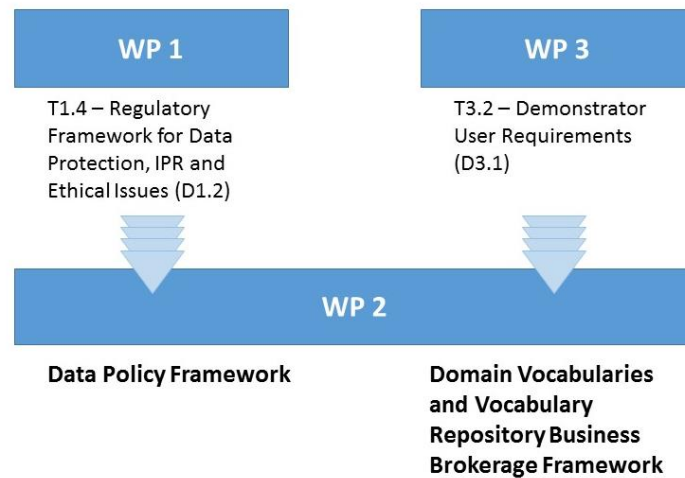 WP 1
T1.4 – Regulatory
Framework for Data
Protection, IPR and
Ethical Issues (D1.2)
WP 3
T3.2 – Demonstrator
User Requirements
(D3.1)
WP 2
Data Policy Framework
Domain Vocabularies
and Vocabulary
Repository Business
Brokerage Framework